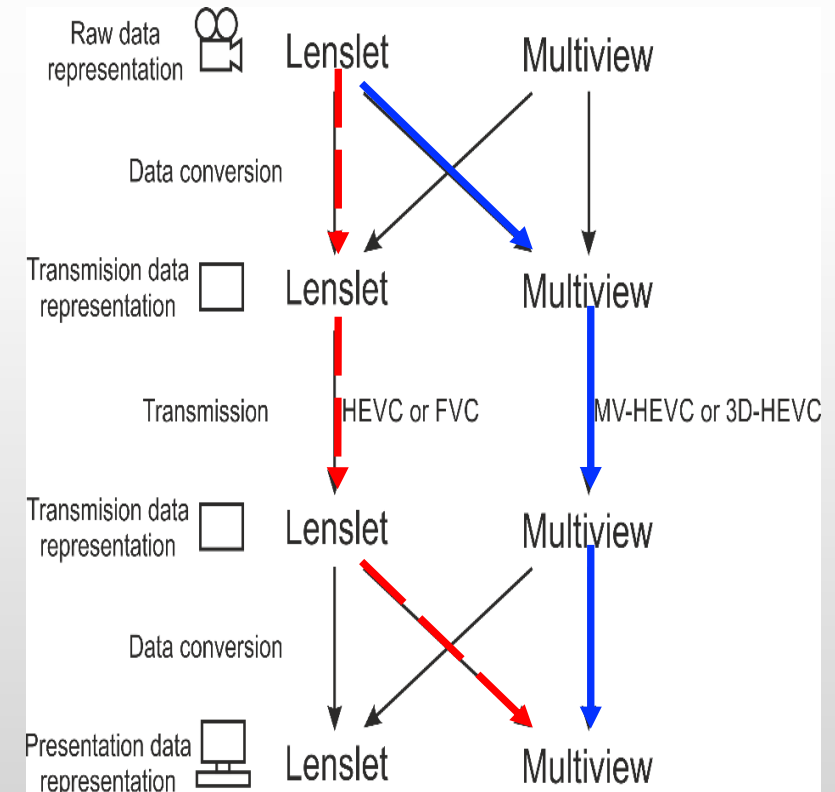 Raw data
representation
Lenslet
Multiview
Data conversion
Transmision data
representation
Lenslet
Multiview
Transmission
HEVC or FVC
MV-HEVC or 3D-HEVC
Transmision data
representation
Lenslet
Multiview
Data conversion
Presentation data
representation
Lenslet
Multiview